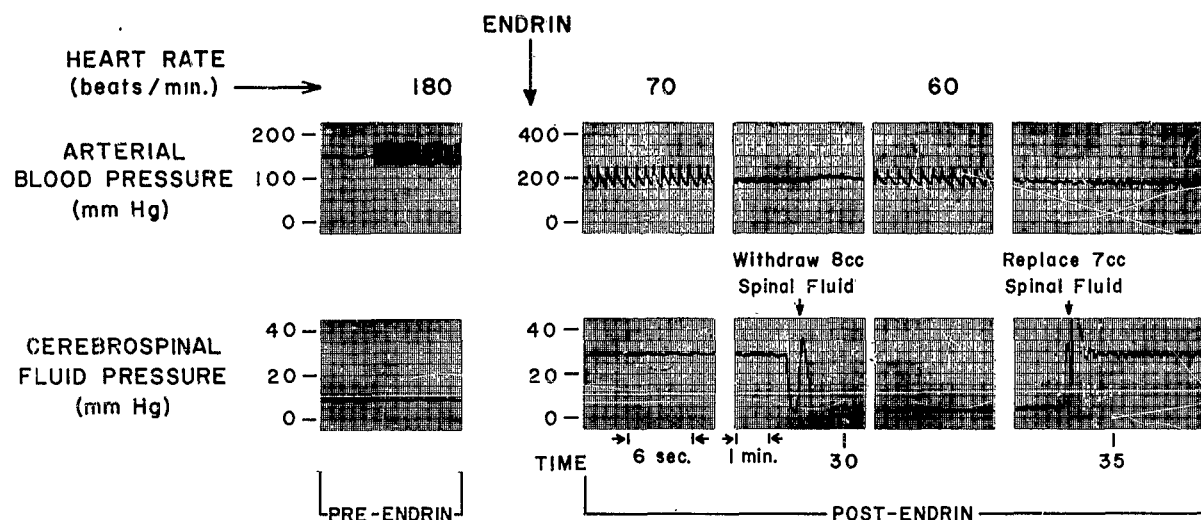 ENDRIN
HEART RATE
(beats/min.)
180
70
60
ARTERIAL
BLOOD PRESSURE
(mm Hg)
200
100
0
400
200
0
Withdraw 8cc
Spinal Fluid
Replace 7cc
Spinal Fluid
CEREBROSPINAL
FLUID PRESSURE
(mm Hg)
40
20
0
40
20
0
TIME
6 sec.
1 min.
30
35
PRE-ENDRIN
POST-ENDRIN